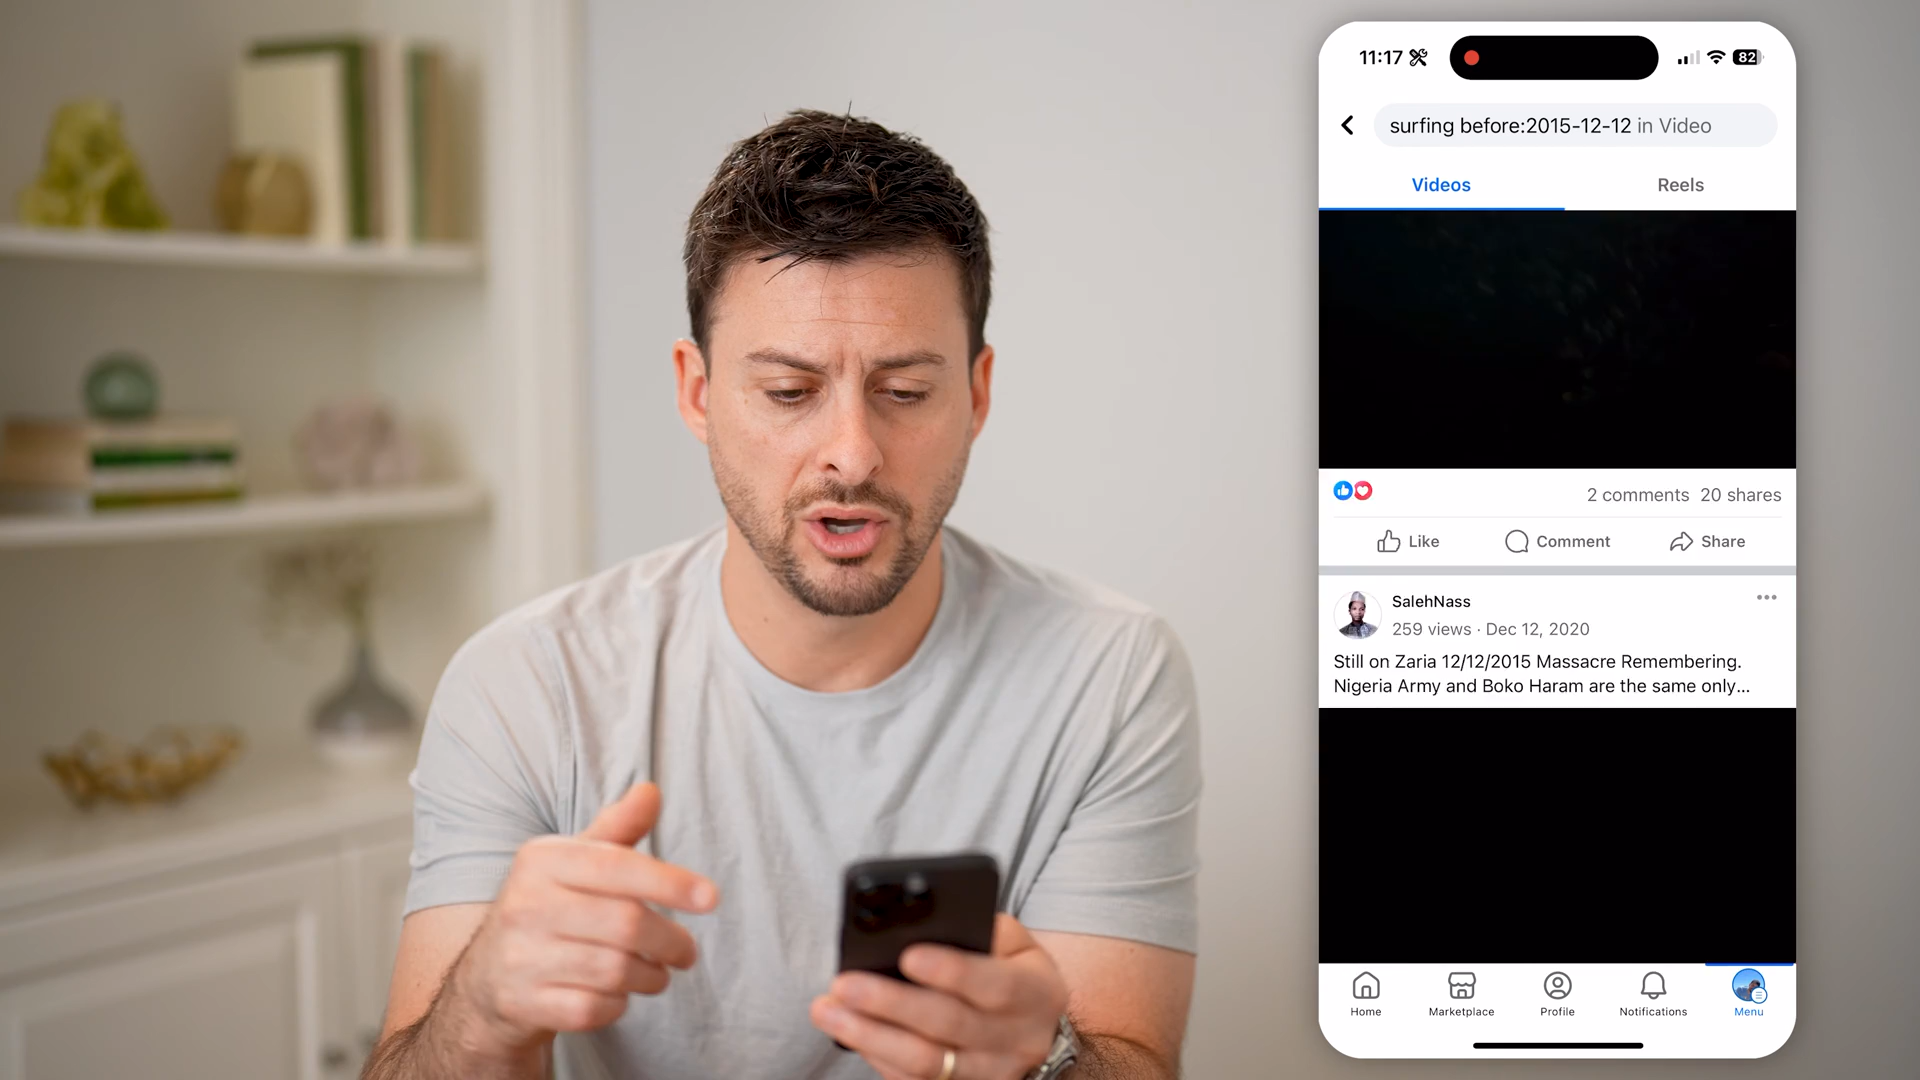 11:17
82
surfing before:2015-12-12 in Video
Videos
Reels
2 comments 20 shares
Like
Comment
Share
SalehNass
259 views · Dec 12, 2020
Still on Zaria 12/12/2015 Massacre Remembering.
Nigeria Army and Boko Haram are the same only...
Home
Marketplace
Profile
Notifications
Menu